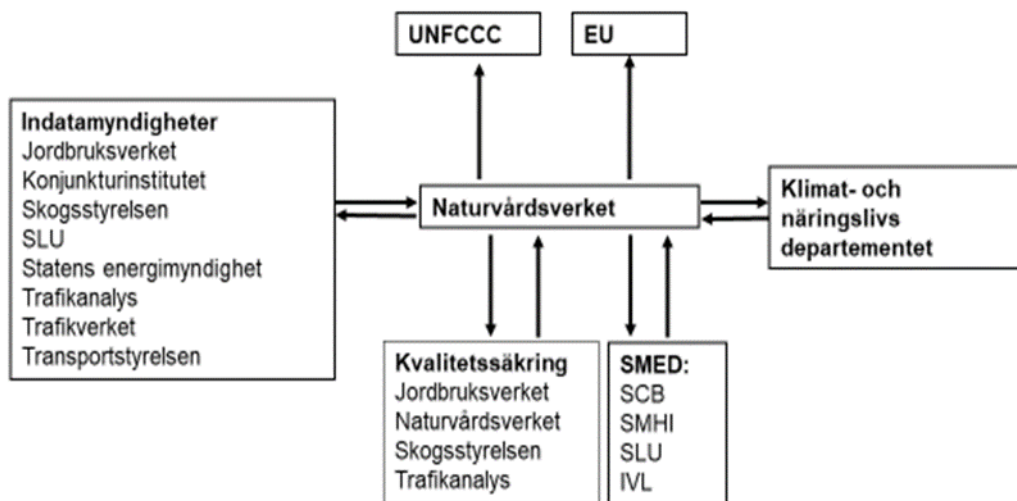 UNFCCC
EU
Indatamyndigheter
Jordbruksverket
Konjunkturinstitutet
Skogsstyrelsen
SLU
Statens energimyndighet
Trafikanalys
Trafikverket
Transportstyrelsen
Naturvårdsverket
Klimat- och
näringslivs
departementet
Kvalitetssäkring
Jordbruksverket
Naturvårdsverket
Skogsstyrelsen
Trafikanalys
SMED:
SCB
SMHI
SLU
IVL